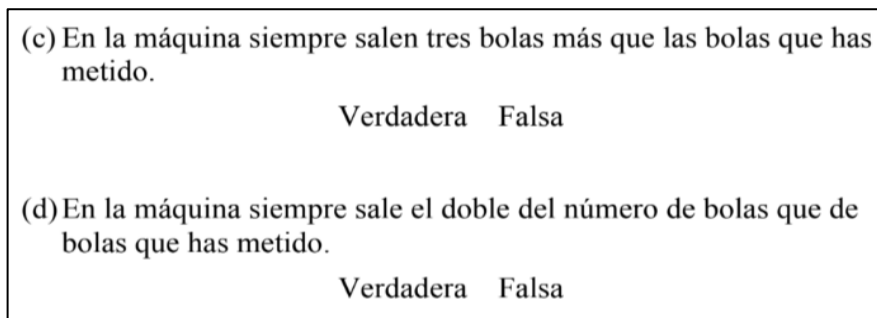 (c) En la máquina siempre salen tres bolas más que las bolas que has
metido.
Verdadera Falsa
(d) En la máquina siempre sale el doble del número de bolas que de
bolas que has metido.
Verdadera Falsa